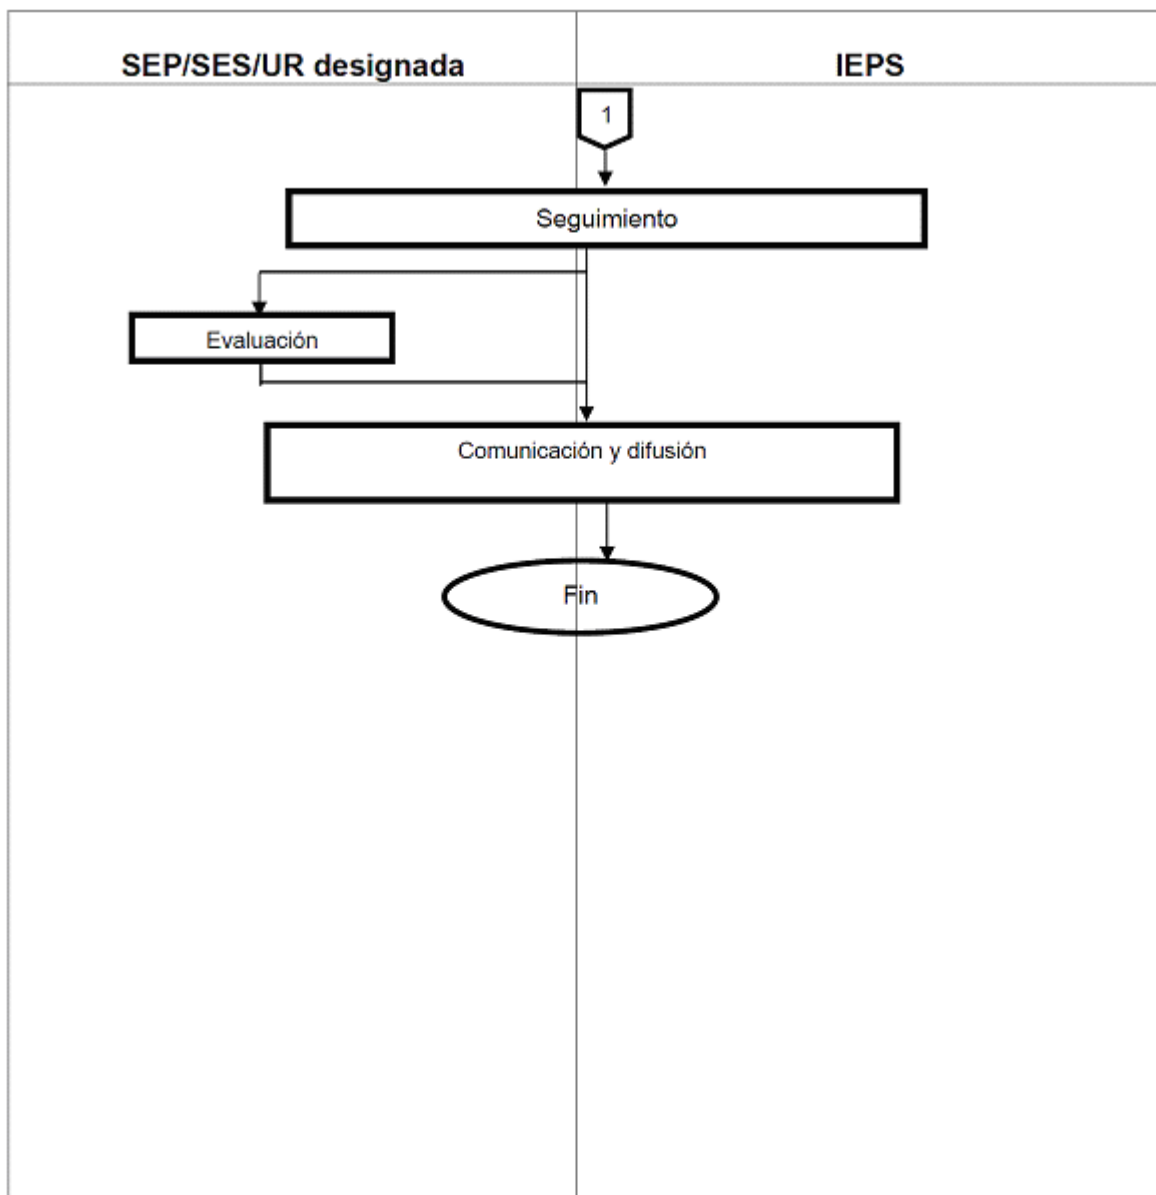 SEP/SES/UR designada
IEPS
1
Seguimiento
Evaluación
Comunicación y difusión
Fin